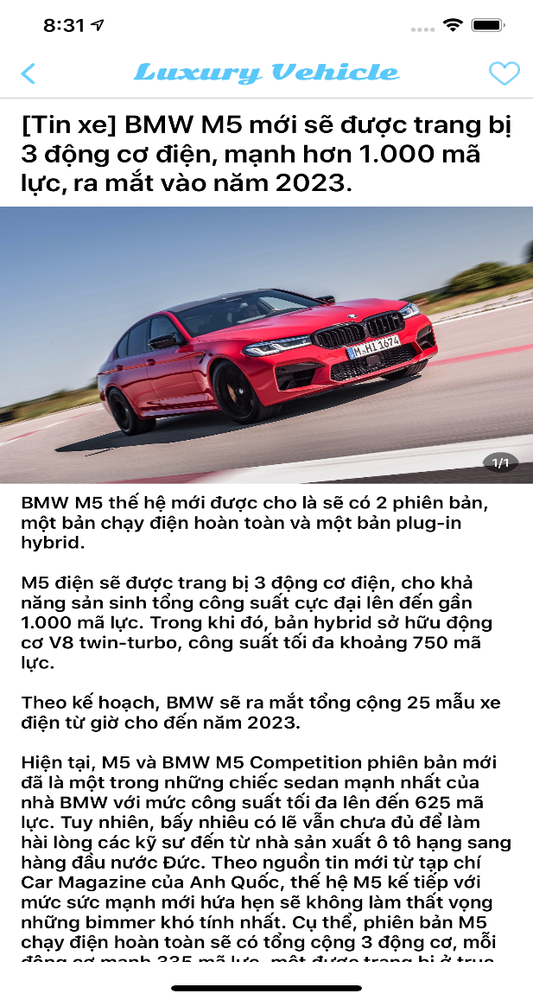 8:31
Luxury Vehicle
[Tin xe] BMW M5 mới sẽ được trang bị
3 động cơ điện, mạnh hơn 1.000 mã
lực, ra mắt vào năm 2023.
M HI 1674
1/1
BMW M5 thế hệ mới được cho là sẽ có 2 phiên bản,
một bản chạy điện hoàn toàn và một bản plug-in
hybrid.
M5 điện sẽ được trang bị 3 động cơ điện, cho khả
năng sản sinh tổng công suất cực đại lên đến gần
1.000 mã lực. Trong khi đó, bản hybrid sở hữu động
cơ V8 twin-turbo, công suất tối đa khoảng 750 mã
lực.
Theo kế hoạch, BMW sẽ ra mắt tổng cộng 25 mẫu xe
điện từ giờ cho đến năm 2023.
Hiện tại, M5 và BMW M5 Competition phiên bản mới
đã là một trong những chiếc sedan mạnh nhất của
nhà BMW với mức công suất tối đa lên đến 625 mã
lực. Tuy nhiên, bấy nhiêu có lẽ vẫn chưa đủ để làm
hài lòng các kỹ sư đến từ nhà sản xuất ô tô hạng sang
hàng đầu nước Đức. Theo nguồn tin mới từ tạp chí
Car Magazine của Anh Quốc, thế hệ M5 kế tiếp với
mức sức mạnh mới hứa hẹn sẽ không làm thất vọng
những bimmer khó tính nhất. Cụ thể, phiên bản M5
chạy điện hoàn toàn sẽ có tổng cộng 3 động cơ, mỗi
động cơ mạnh 335 mã lực, một được trang bị ở trục